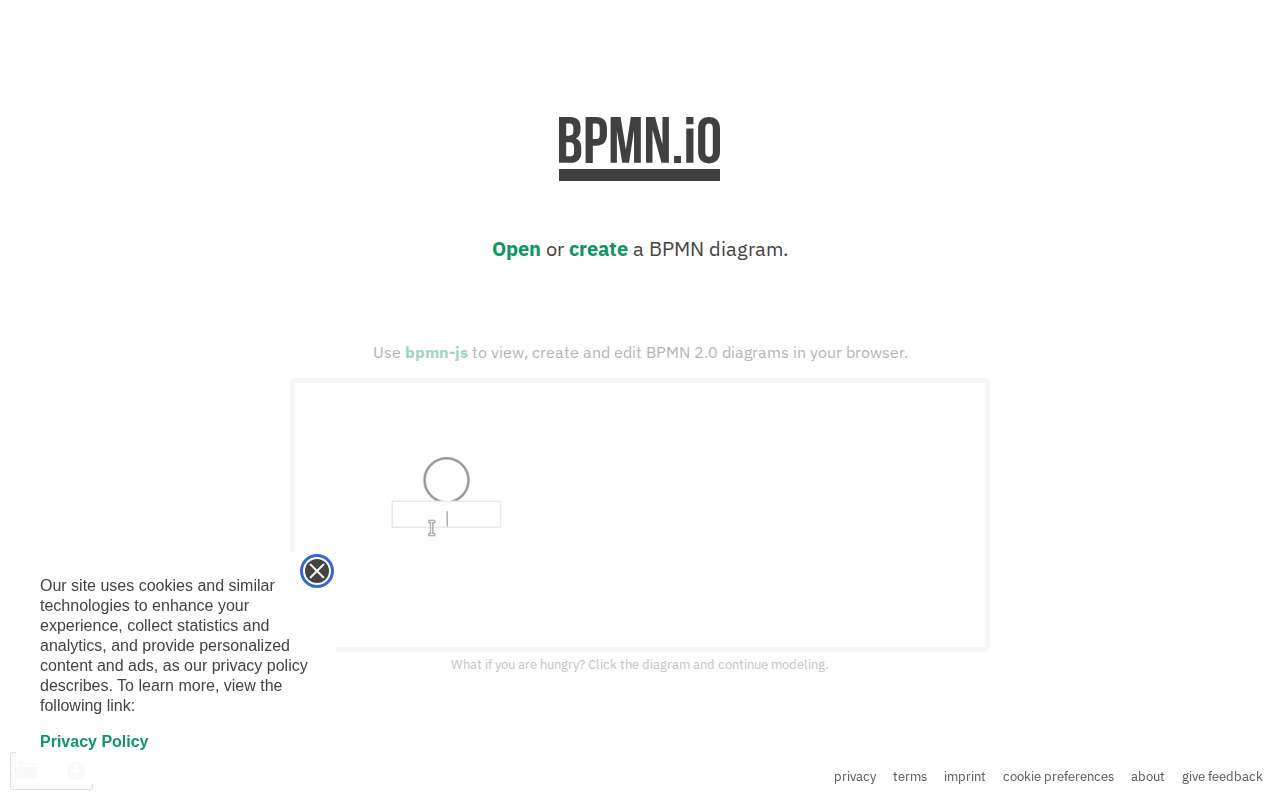 BPMN.iO
Open or create a BPMN diagram.
Use bpmn-js to view, create and edit BPMN 2.0 diagrams in your browser.
What if you are hungry? Click the diagram and continue modeling.
Our site uses cookies and similar
technologies to enhance your
experience, collect statistics and
analytics, and provide personalized
content and ads, as our privacy policy
describes. To learn more, view the
following link:
Privacy Policy
privacy terms imprint cookie preferences about give feedback